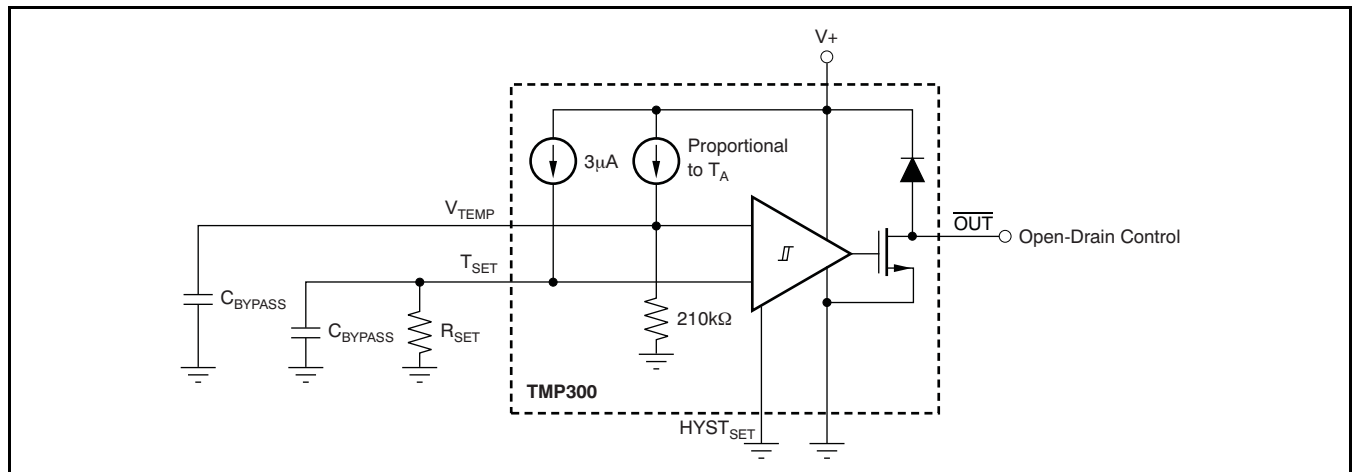 V+
3μA
Proportional
to T_A
V_TEMP
OUT
Open-Drain Control
T_SET
C_BYPASS
C_BYPASS
R_SET
210kΩ
TMP300
HYST_SET